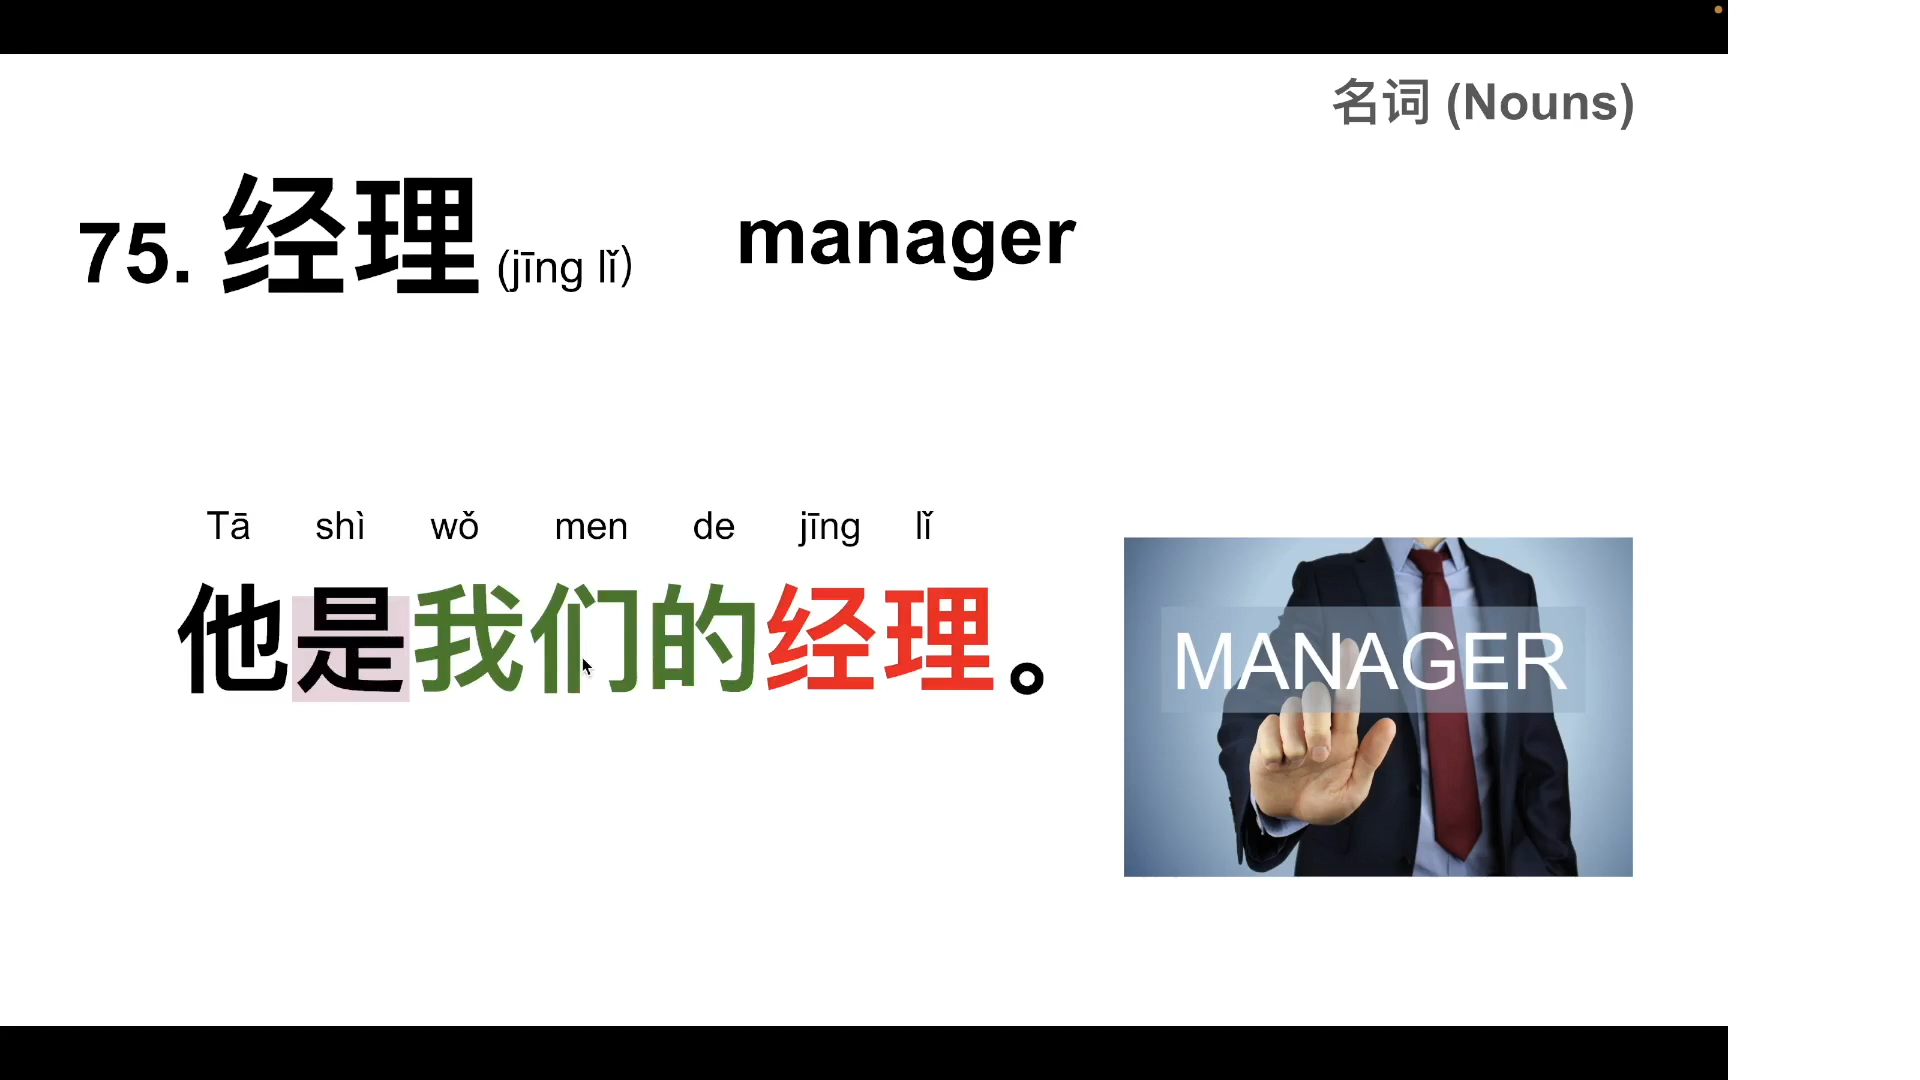 名词 (Nouns)
75. 经理 (jīng lǐ) manager
Tā shì wǒ men de jīng lǐ
他是我们的经理。
MANAGER